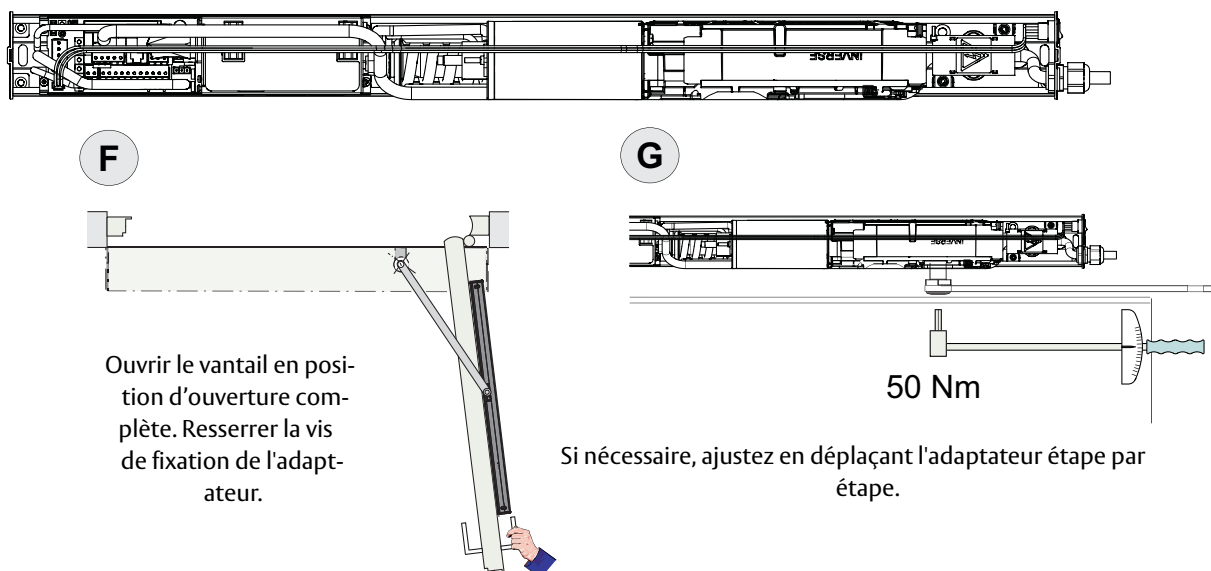 INVERSE
F
G
INVERSE
Ouvrir le vantail en posi-
tion d’ouverture com-
plète. Resserrer la vis
de fixation de l'adapt-
ateur.
50 Nm
Si nécessaire, ajustez en déplaçant l'adaptateur étape par
étape.